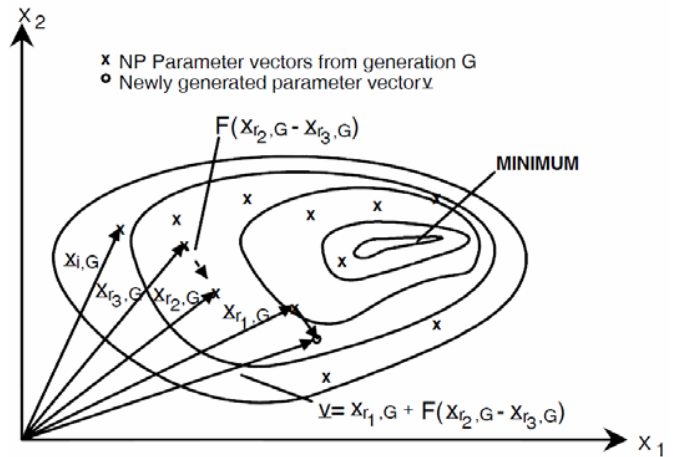 X2
x NP Parameter vectors from generation G
o Newly generated parameter vector v
F(Xr2,G - Xr3,G)
MINIMUM
Xi,G
Xr3,G
Xr2,G
Xr1,G
v= Xr1,G + F(Xr2,G - Xr3,G)
X1